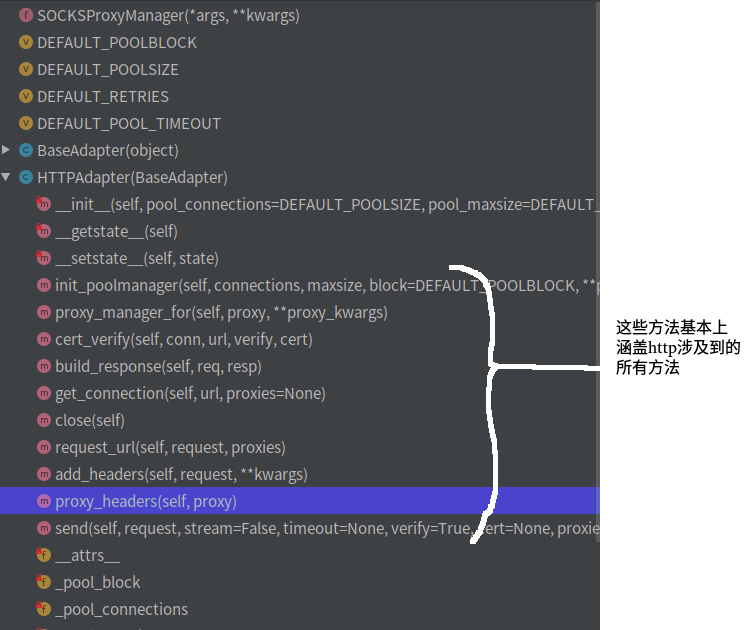 SOCKSProxyManager(*args, **kwargs)
DEFAULT_POOLBLOCK
DEFAULT_POOLSIZE
DEFAULT_RETRIES
DEFAULT_POOL_TIMEOUT
BaseAdapter(object)
HTTPAdapter(BaseAdapter)
__init__(self, pool_connections=DEFAULT_POOLSIZE, pool_maxsize=DEFAULT_
__getstate__(self)
__setstate__(self, state)
init_poolmanager(self, connections, maxsize, block=DEFAULT_POOLBLOCK, **p
proxy_manager_for(self, proxy, **proxy_kwargs)
cert_verify(self, conn, url, verify, cert)
build_response(self, req, resp)
get_connection(self, url, proxies=None)
close(self)
request_url(self, request, proxies)
add_headers(self, request, **kwargs)
proxy_headers(self, proxy)
send(self, request, stream=False, timeout=None, verify=True, cert=None, proxie
__attrs__
_pool_block
_pool_connections
这些方法基本上
涵盖http涉及到的
所有方法